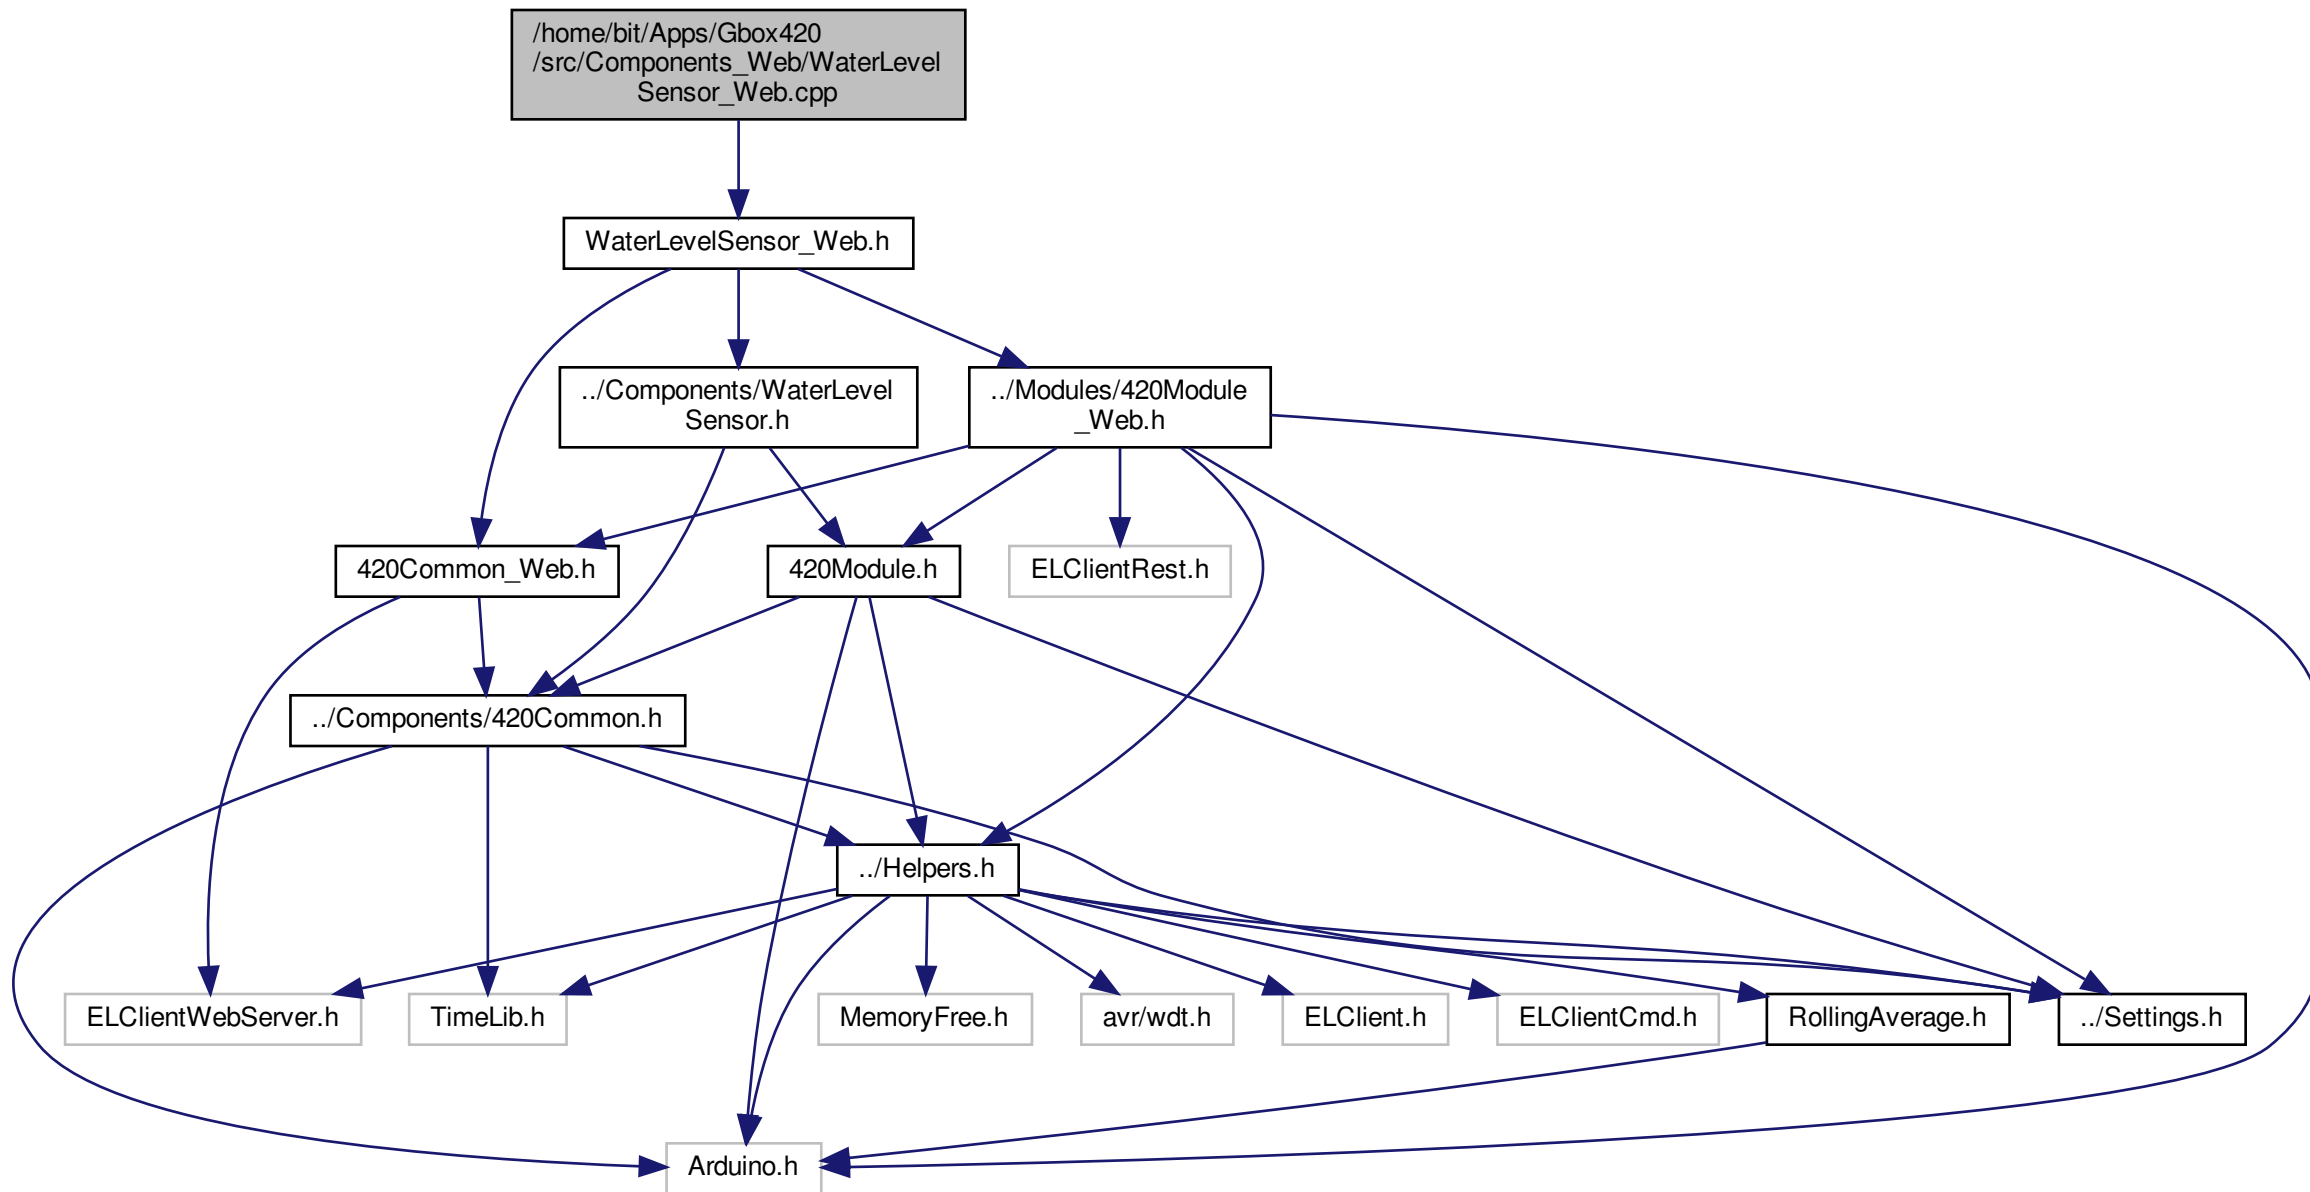 /home/bit/Apps/Gbox420
/src/Components_Web/WaterLevel
Sensor_Web.cpp
WaterLevelSensor_Web.h
../Components/WaterLevel
Sensor.h
../Modules/420Module
_Web.h
420Common_Web.h
420Module.h
ELClientRest.h
../Components/420Common.h
../Helpers.h
ELClientWebServer.h
TimeLib.h
MemoryFree.h
avr/wdt.h
ELClient.h
ELClientCmd.h
RollingAverage.h
../Settings.h
Arduino.h